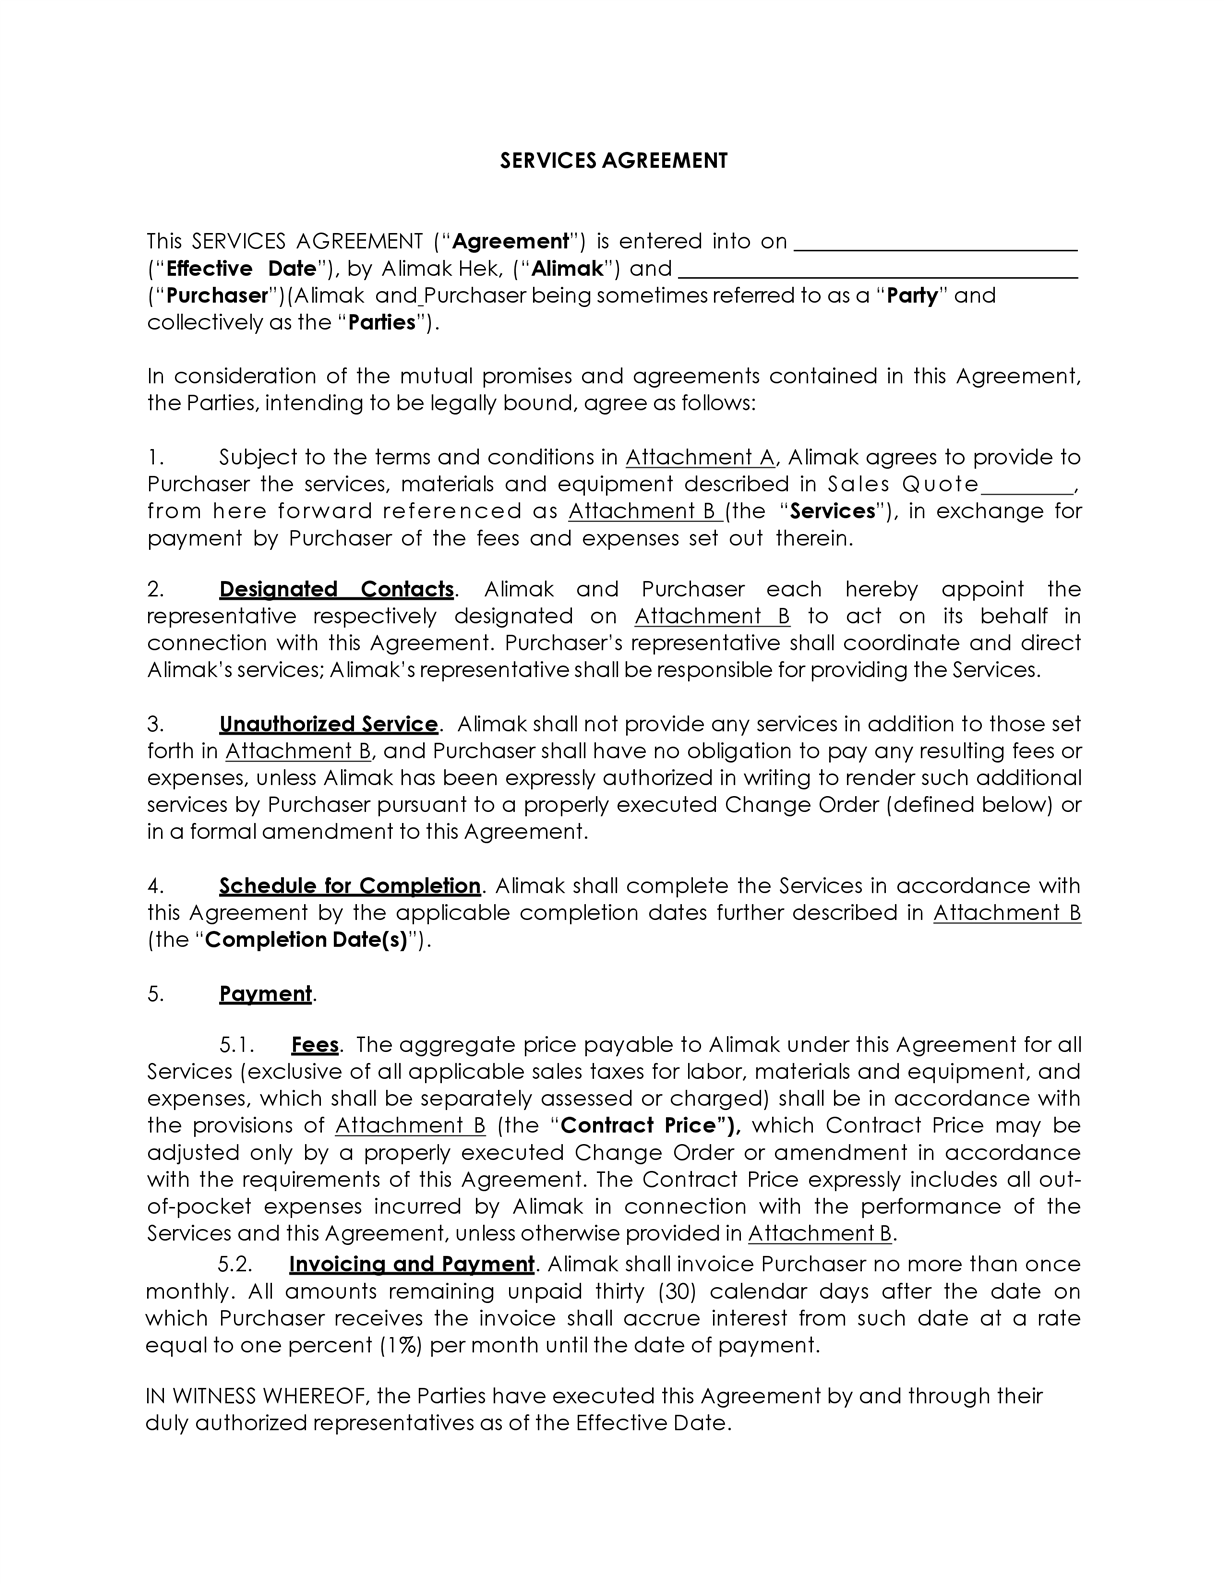 SERVICES AGREEMENT
This SERVICES AGREEMENT (“Agreement”) is entered into on __________________________
(“Effective Date”), by Alimak Hek, (“Alimak”) and ____________________________________
(“Purchaser”)(Alimak and Purchaser being sometimes referred to as a “Party” and
collectively as the “Parties”).
In consideration of the mutual promises and agreements contained in this Agreement,
the Parties, intending to be legally bound, agree as follows:
1. Subject to the terms and conditions in Attachment A, Alimak agrees to provide to
Purchaser the services, materials and equipment described in Sales Quote________,
from here forward referenced as Attachment B (the “Services”), in exchange for
payment by Purchaser of the fees and expenses set out therein.
2. Designated Contacts. Alimak and Purchaser each hereby appoint the
representative respectively designated on Attachment B to act on its behalf in
connection with this Agreement. Purchaser’s representative shall coordinate and direct
Alimak’s services; Alimak’s representative shall be responsible for providing the Services.
3. Unauthorized Service. Alimak shall not provide any services in addition to those set
forth in Attachment B, and Purchaser shall have no obligation to pay any resulting fees or
expenses, unless Alimak has been expressly authorized in writing to render such additional
services by Purchaser pursuant to a properly executed Change Order (defined below) or
in a formal amendment to this Agreement.
4. Schedule for Completion. Alimak shall complete the Services in accordance with
this Agreement by the applicable completion dates further described in Attachment B
(the “Completion Date(s)”).
5. Payment.
5.1. Fees. The aggregate price payable to Alimak under this Agreement for all
Services (exclusive of all applicable sales taxes for labor, materials and equipment, and
expenses, which shall be separately assessed or charged) shall be in accordance with
the provisions of Attachment B (the “Contract Price”), which Contract Price may be
adjusted only by a properly executed Change Order or amendment in accordance
with the requirements of this Agreement. The Contract Price expressly includes all out-
of-pocket expenses incurred by Alimak in connection with the performance of the
Services and this Agreement, unless otherwise provided in Attachment B.
5.2. Invoicing and Payment. Alimak shall invoice Purchaser no more than once
monthly. All amounts remaining unpaid thirty (30) calendar days after the date on
which Purchaser receives the invoice shall accrue interest from such date at a rate
equal to one percent (1%) per month until the date of payment.
IN WITNESS WHEREOF, the Parties have executed this Agreement by and through their
duly authorized representatives as of the Effective Date.